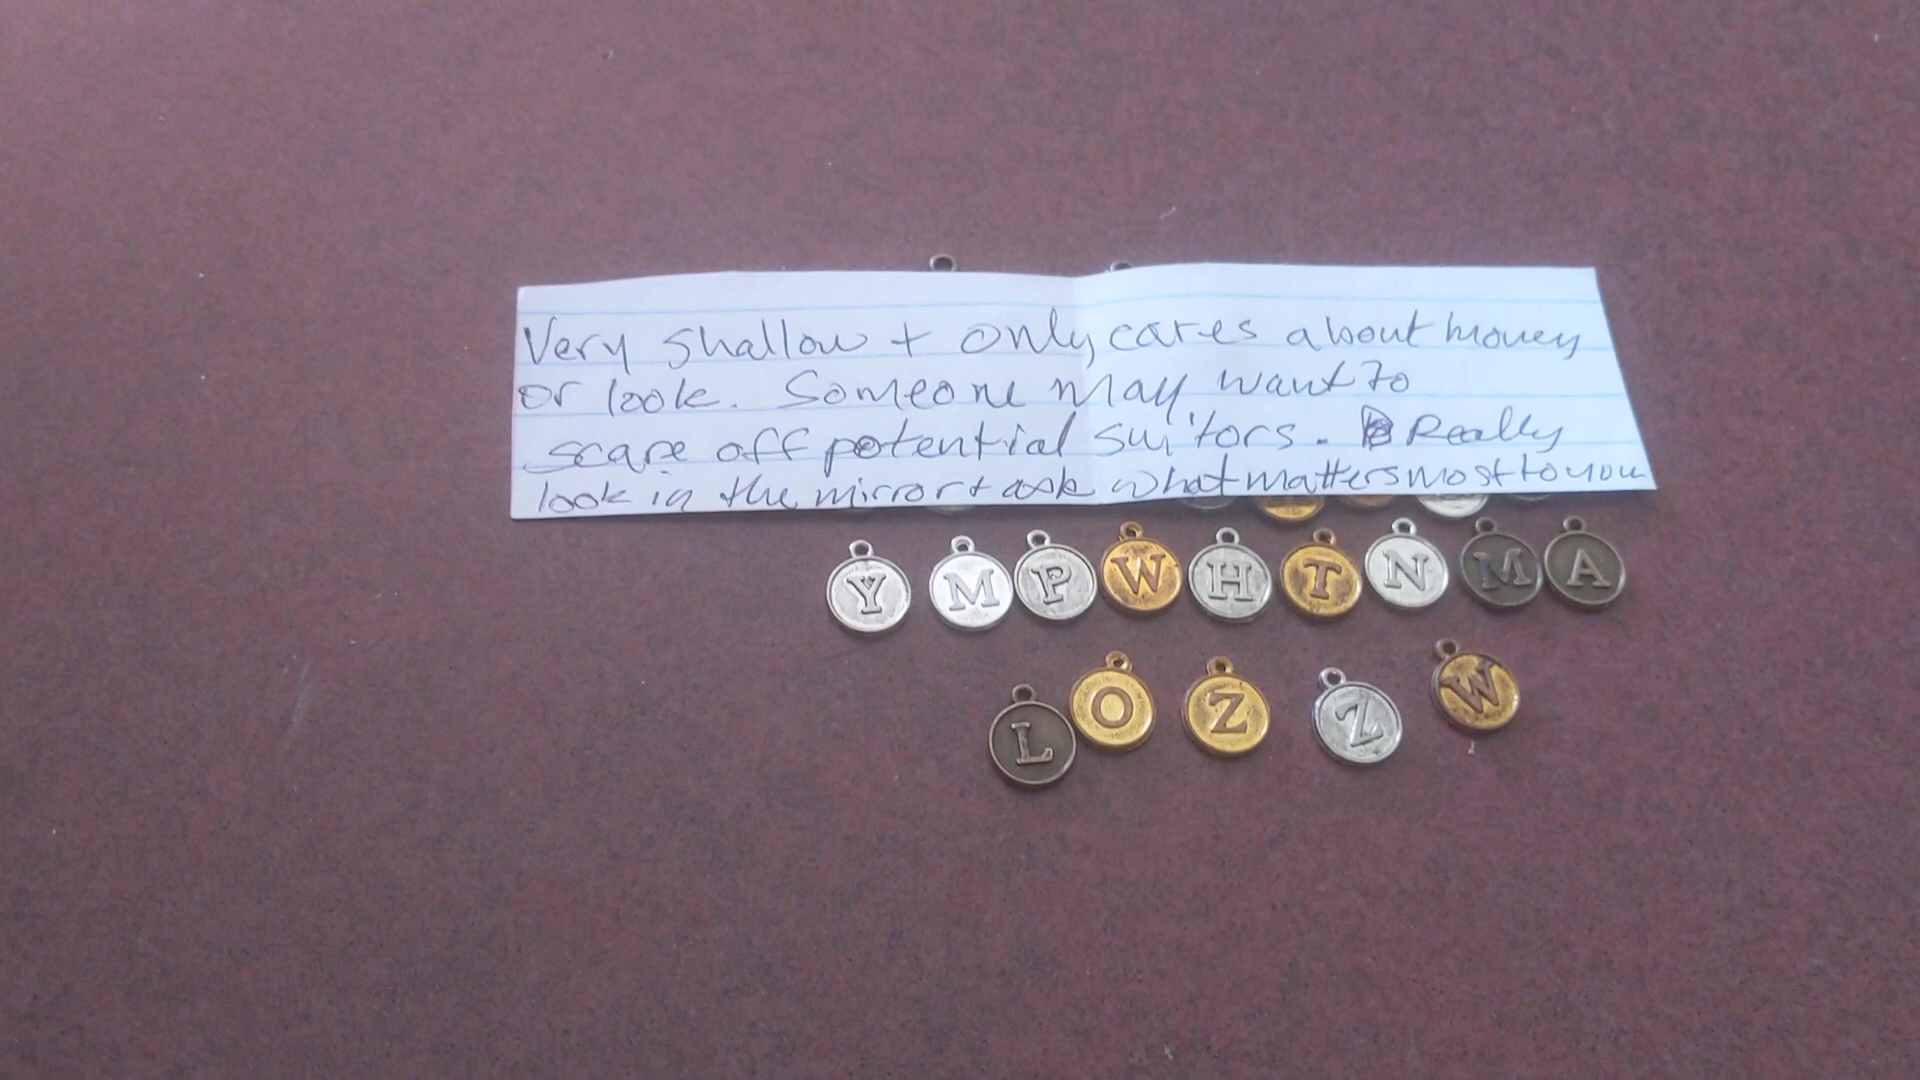 Very shallow + only cares about money
or look. Someone may want to
scare off potential suitors. Really
look in the mirror + ask what matters most to you
Y M P W H T N M A
L O Z Z W